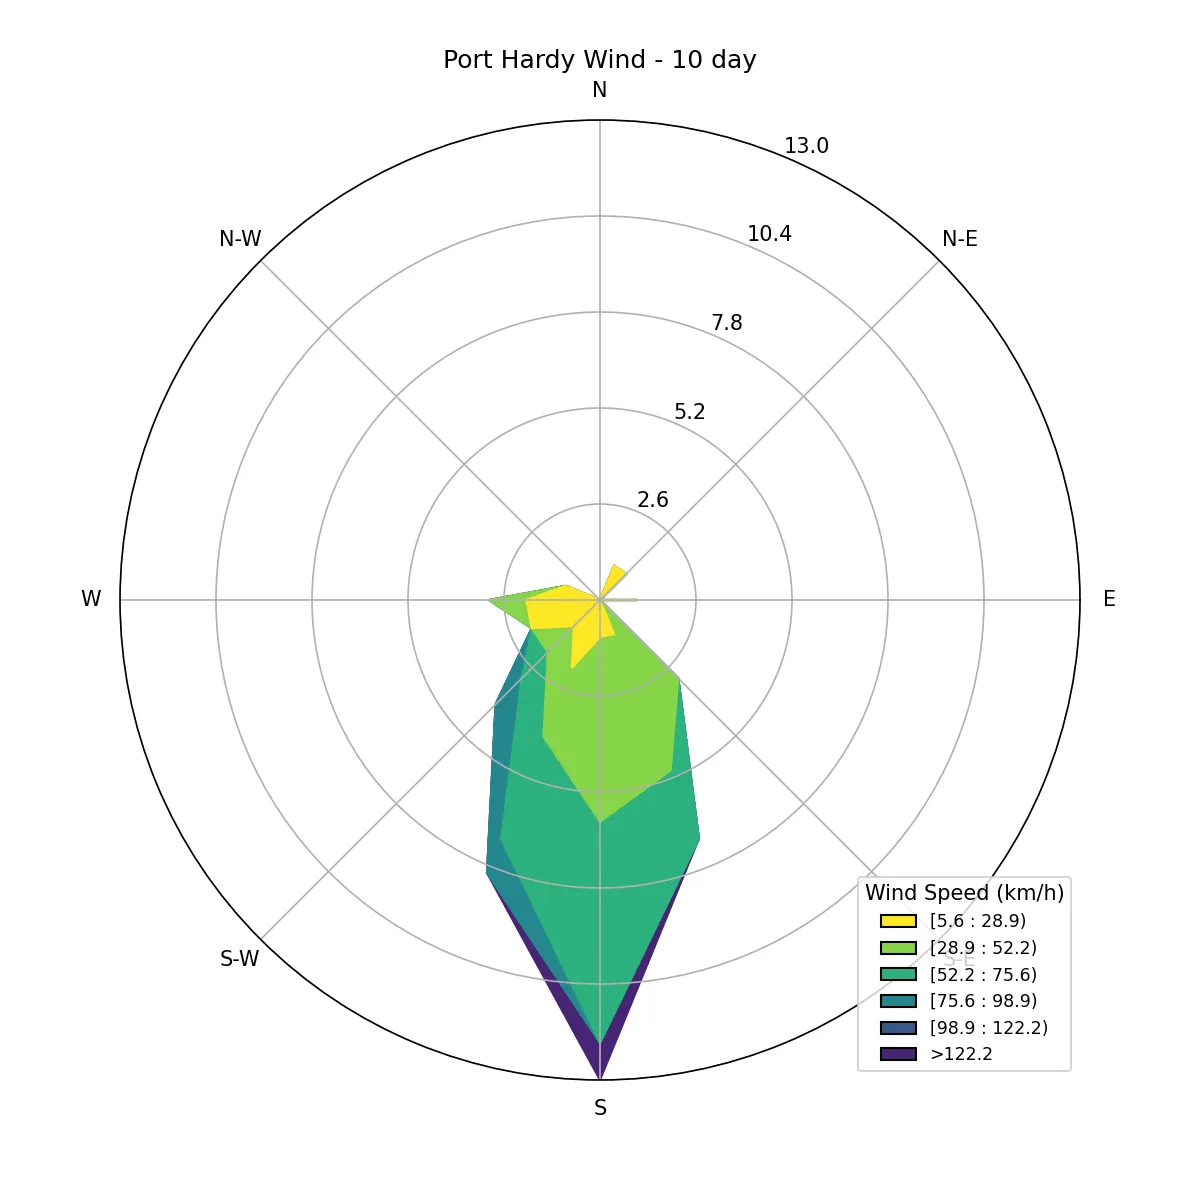 Port Hardy Wind - 10 day
N
13.0
N-W
N-E
10.4
7.8
5.2
2.6
W
E
S-W
S-E
S
Wind Speed (km/h)
[5.6 : 28.9)
[28.9 : 52.2)
[52.2 : 75.6)
[75.6 : 98.9)
[98.9 : 122.2)
>122.2